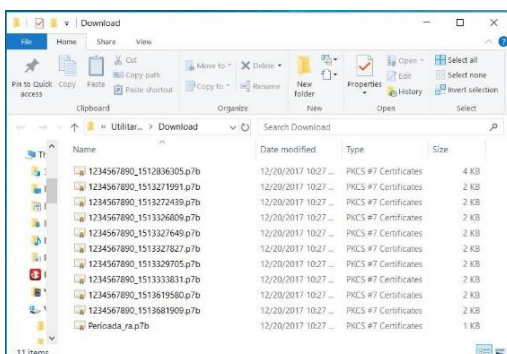 Download
File Home Share View
Pin to Quick access
Copy
Paste
Cut
Copy path
Paste shortcut
Clipboard
Move to
Copy to
Delete
Rename
Organize
New folder
New
Properties
Open
Edit
History
Open
Select all
Select none
Invert selection
Select
« Utilitar... > Download
Search Download
Name Date modified Type Size
1234567890_1512836305.p7b 12/20/2017 10:27 ... PKCS #7 Certificates 4 KB
1234567890_1513271991.p7b 12/20/2017 10:27 ... PKCS #7 Certificates 2 KB
1234567890_1513272439.p7b 12/20/2017 10:27 ... PKCS #7 Certificates 2 KB
1234567890_1513326809.p7b 12/20/2017 10:27 ... PKCS #7 Certificates 2 KB
1234567890_1513327649.p7b 12/20/2017 10:27 ... PKCS #7 Certificates 2 KB
1234567890_1513327827.p7b 12/20/2017 10:27 ... PKCS #7 Certificates 2 KB
1234567890_1513329705.p7b 12/20/2017 10:27 ... PKCS #7 Certificates 2 KB
1234567890_1513333831.p7b 12/20/2017 10:27 ... PKCS #7 Certificates 2 KB
1234567890_1513619580.p7b 12/20/2017 10:27 ... PKCS #7 Certificates 2 KB
1234567890_1513681909.p7b 12/20/2017 10:27 ... PKCS #7 Certificates 2 KB
Perioada_ra.p7b 12/20/2017 10:27 ... PKCS #7 Certificates 1 KB
11 items